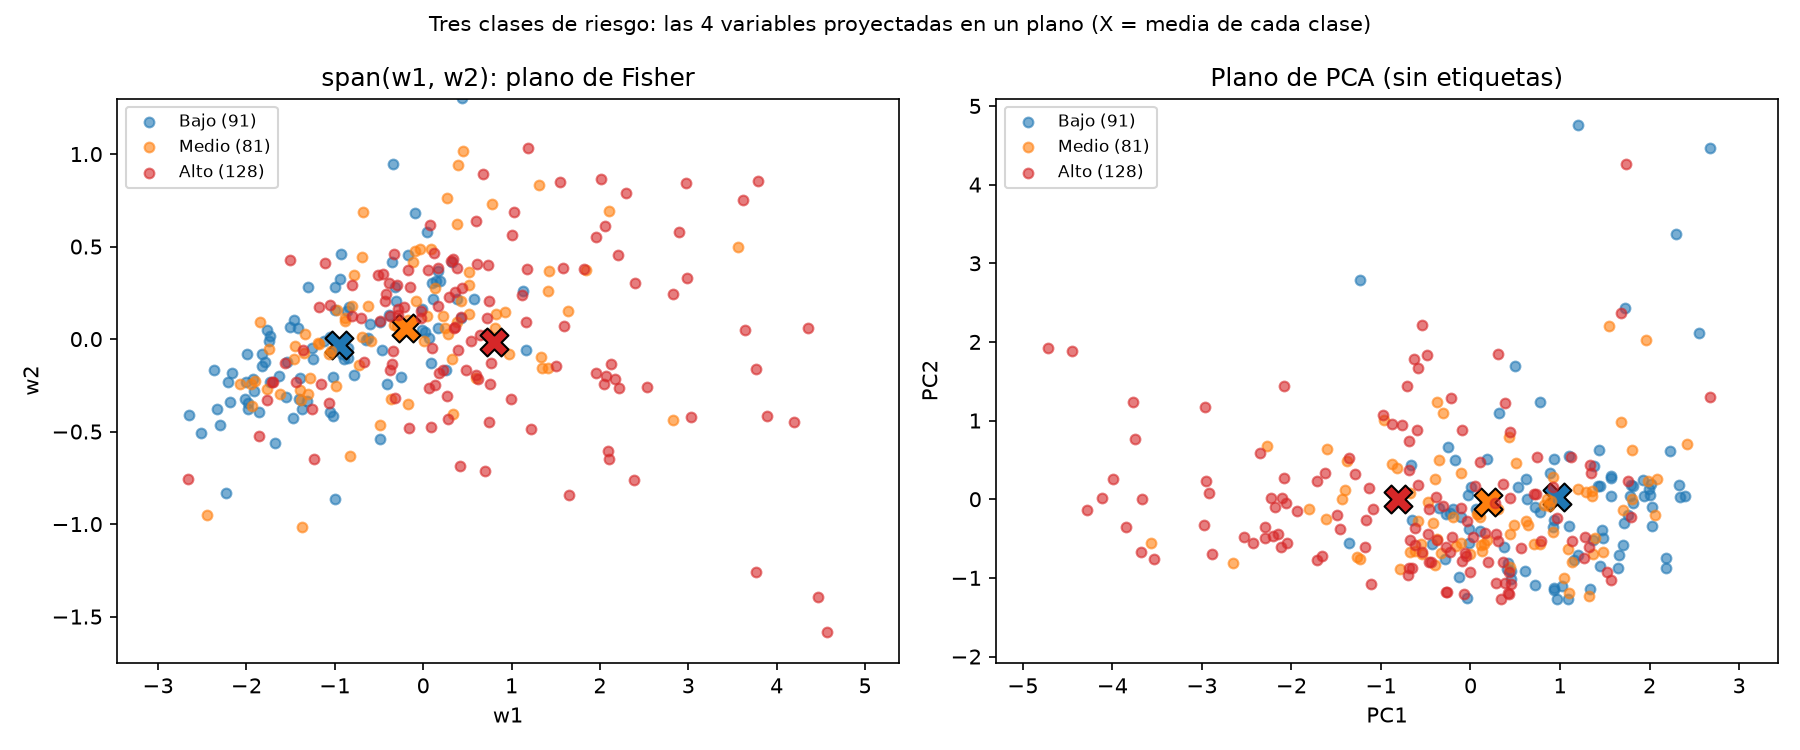 Tres clases de riesgo: las 4 variables proyectadas en un plano (X = media de cada clase)
span(w1, w2): plano de Fisher
Bajo (91)
Medio (81)
Alto (128)
1.0
0.5
0.0
−0.5
−1.0
−1.5
w2
−3 −2 −1 0 1 2 3 4 5
w1
Plano de PCA (sin etiquetas)
Bajo (91)
Medio (81)
Alto (128)
5
4
3
2
1
0
−1
−2
PC2
−5 −4 −3 −2 −1 0 1 2 3
PC1